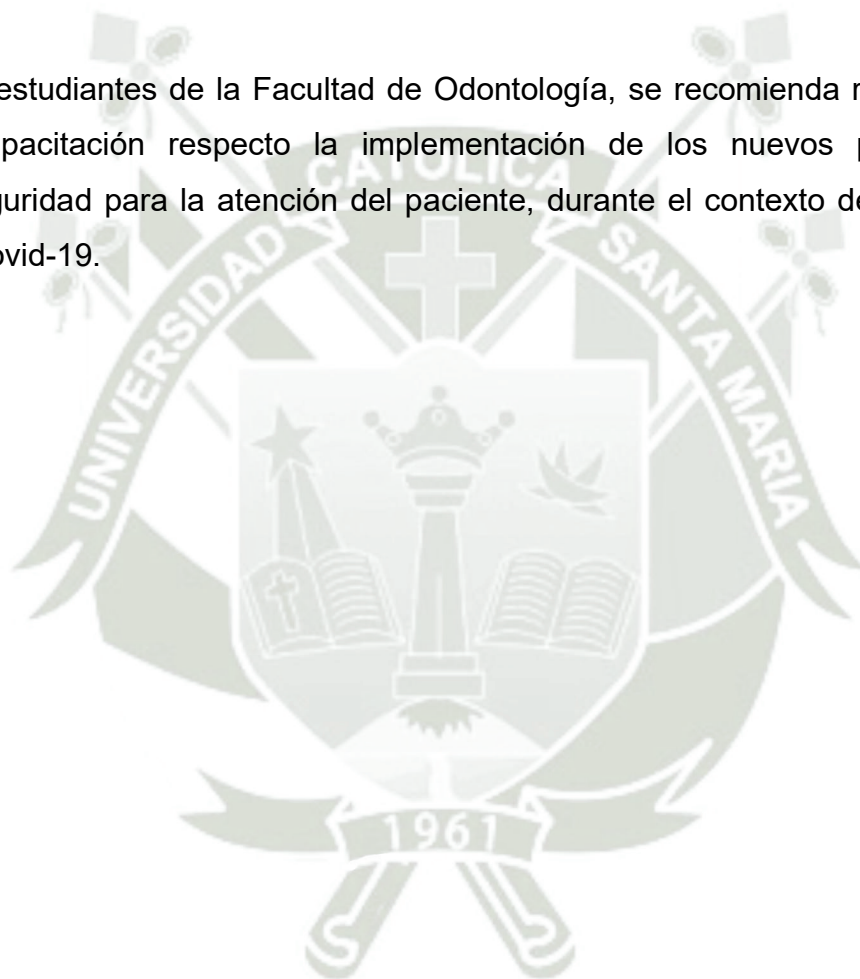 estudiantes de la Facultad de Odontología, se recomienda
pacitación respecto la implementación de los nuevos
guridad para la atención del paciente, durante el contexto de
ovid-19.
UNIVERSIDAD CATOLICA SANTA MARIA
1961